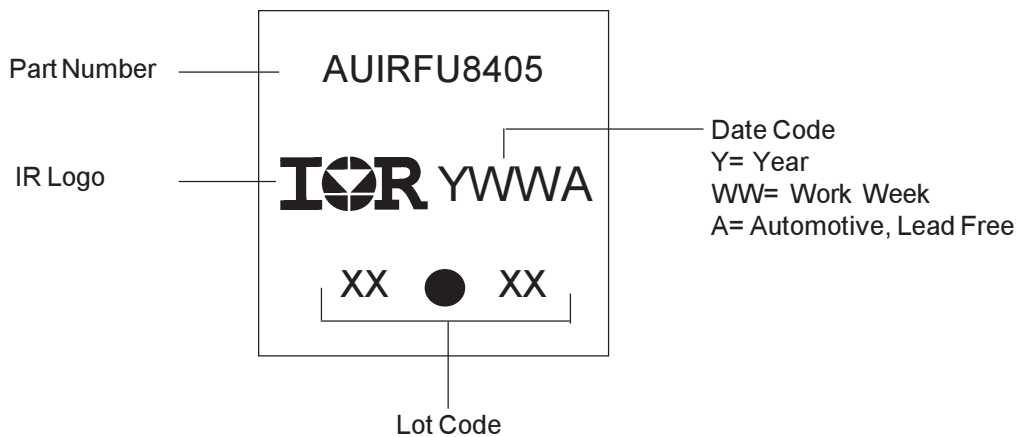 Part Number
AUIRFU8405
IR Logo
IOR YWWA
Date Code
Y= Year
WW= Work Week
A= Automotive, Lead Free
XX ● XX
Lot Code